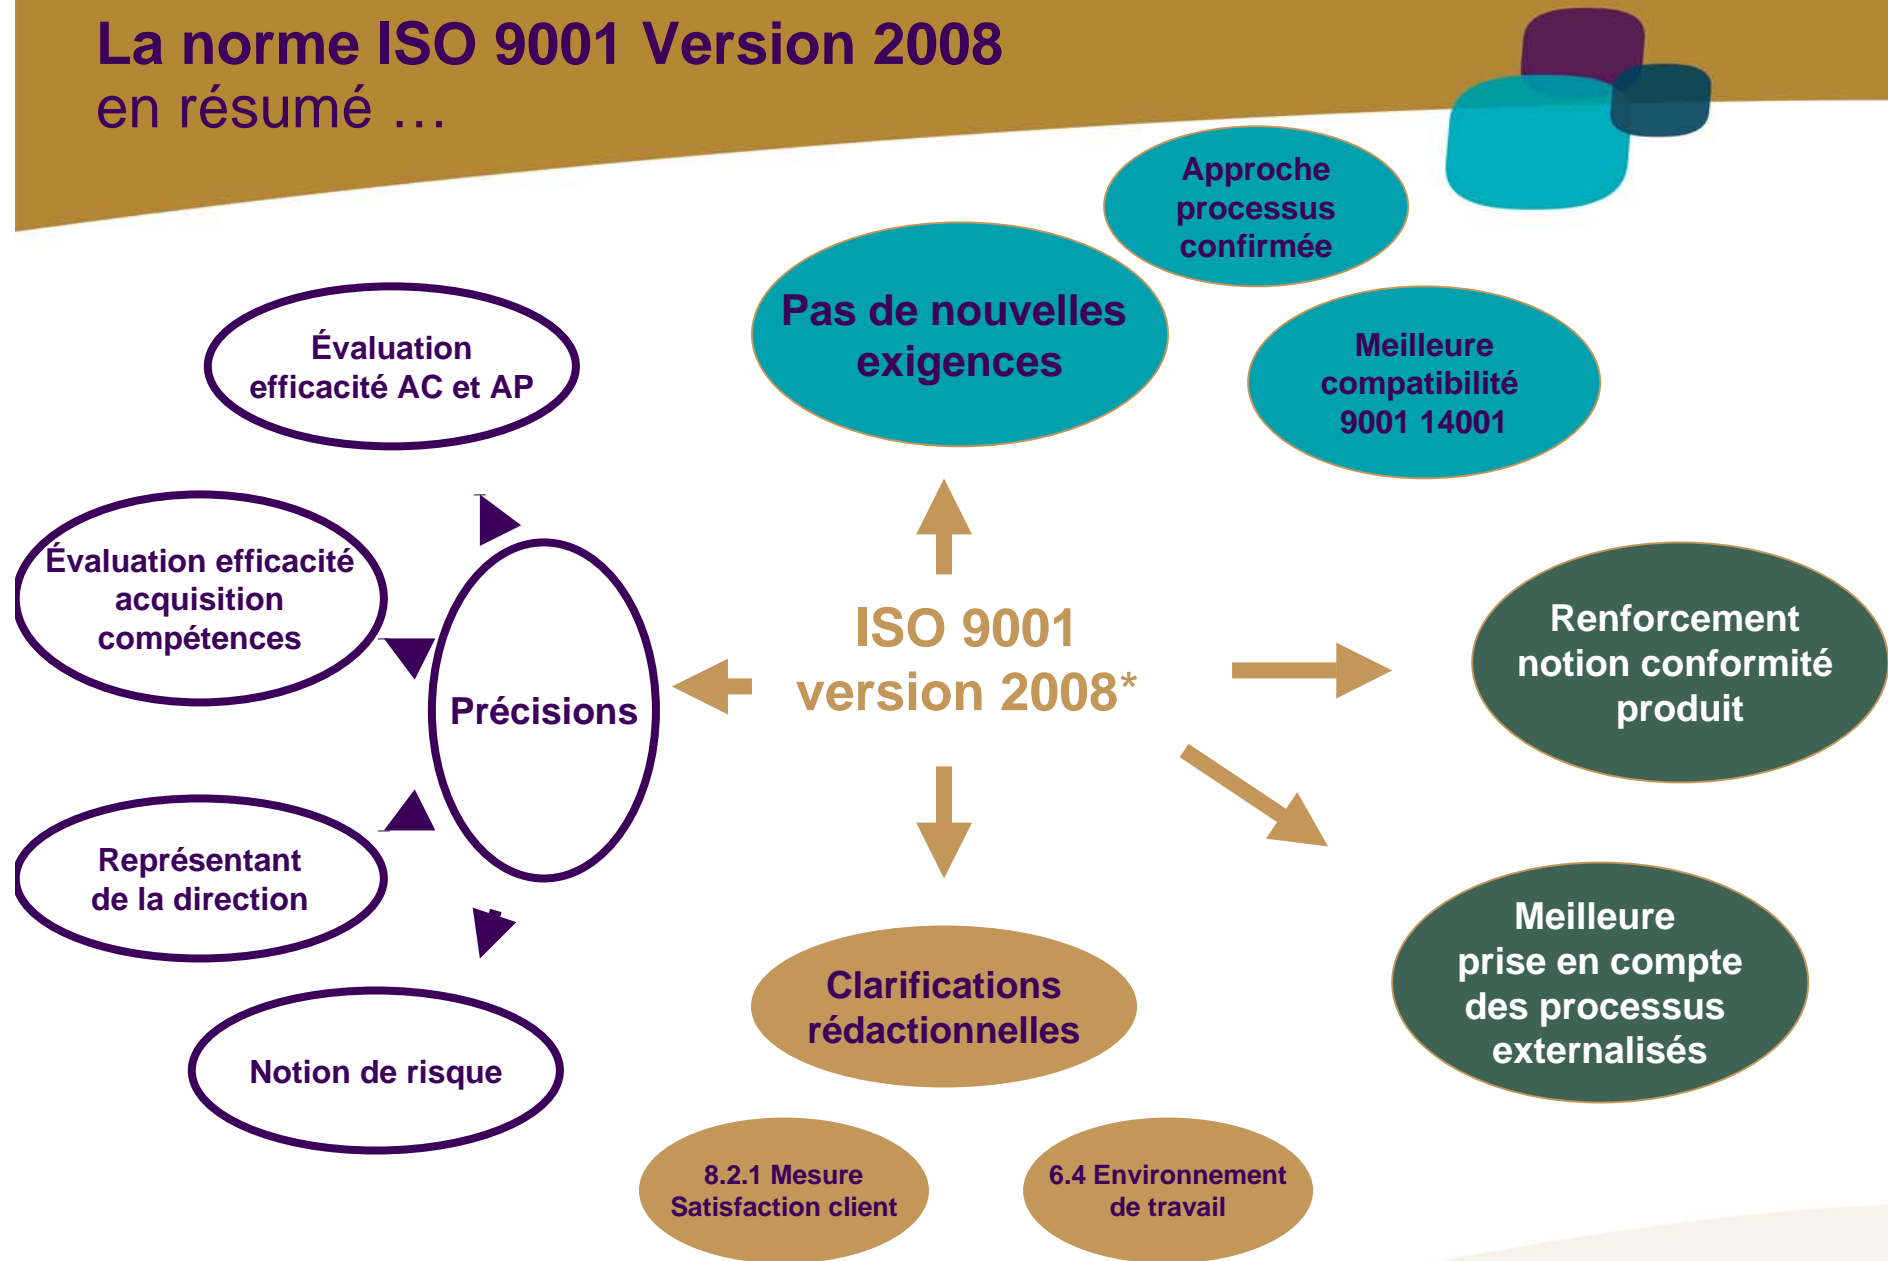 La norme ISO 9001 Version 2008
en résumé …
Approche
processus
confirmée
Pas de nouvelles
exigences
Meilleure
compatibilité
9001 14001
Évaluation
efficacité AC et AP
Évaluation efficacité
acquisition
compétences
Précisions
ISO 9001
version 2008*
Renforcement
notion conformité
produit
Représentant
de la direction
Meilleure
prise en compte
des processus
externalisés
Clarifications
rédactionnelles
Notion de risque
8.2.1 Mesure
Satisfaction client
6.4 Environnement
de travail